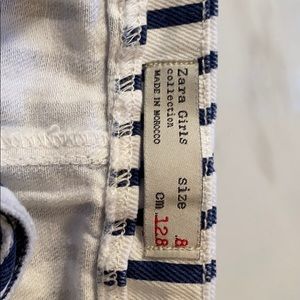 Zara Girls
collection
MADE IN MOROCCO
size 8
cm 128